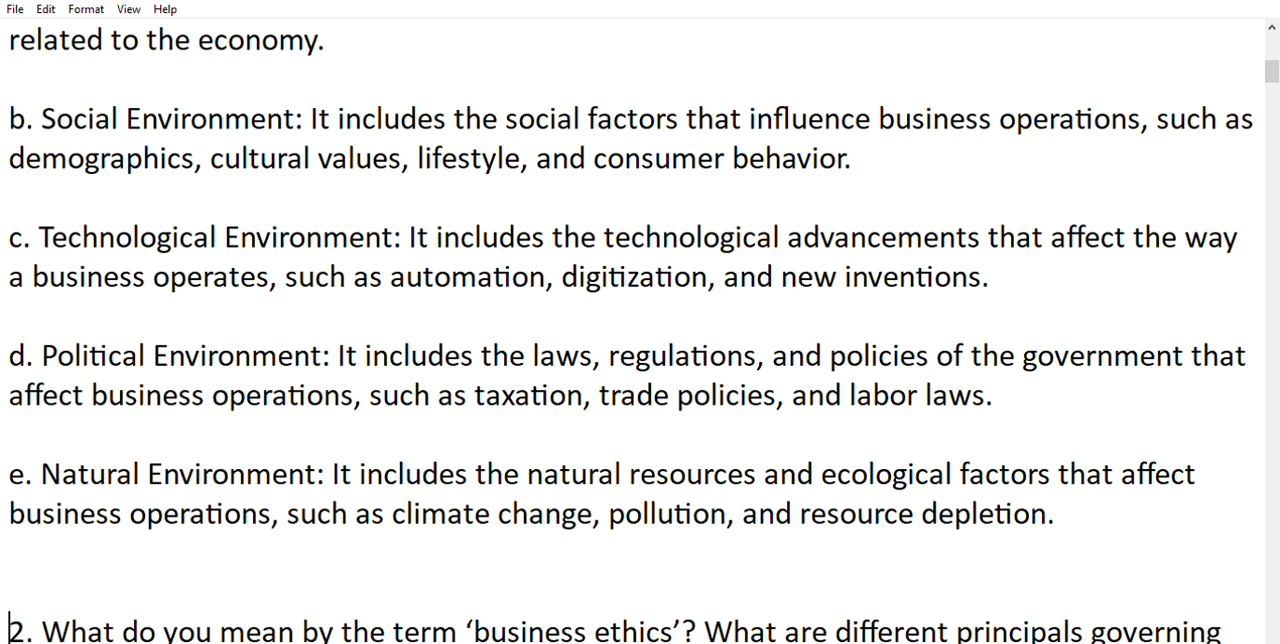 File Edit Format View Help
related to the economy.
b. Social Environment: It includes the social factors that influence business operations, such as
demographics, cultural values, lifestyle, and consumer behavior.
c. Technological Environment: It includes the technological advancements that affect the way
a business operates, such as automation, digitization, and new inventions.
d. Political Environment: It includes the laws, regulations, and policies of the government that
affect business operations, such as taxation, trade policies, and labor laws.
e. Natural Environment: It includes the natural resources and ecological factors that affect
business operations, such as climate change, pollution, and resource depletion.
2. What do you mean by the term ‘business ethics’? What are different principals governing